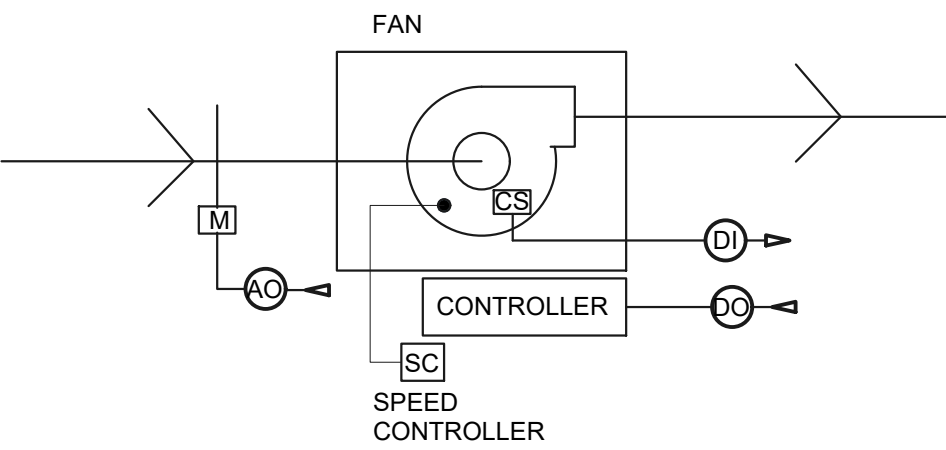 FAN
CS
M
DI
AO
CONTROLLER
DO
SC
SPEED
CONTROLLER